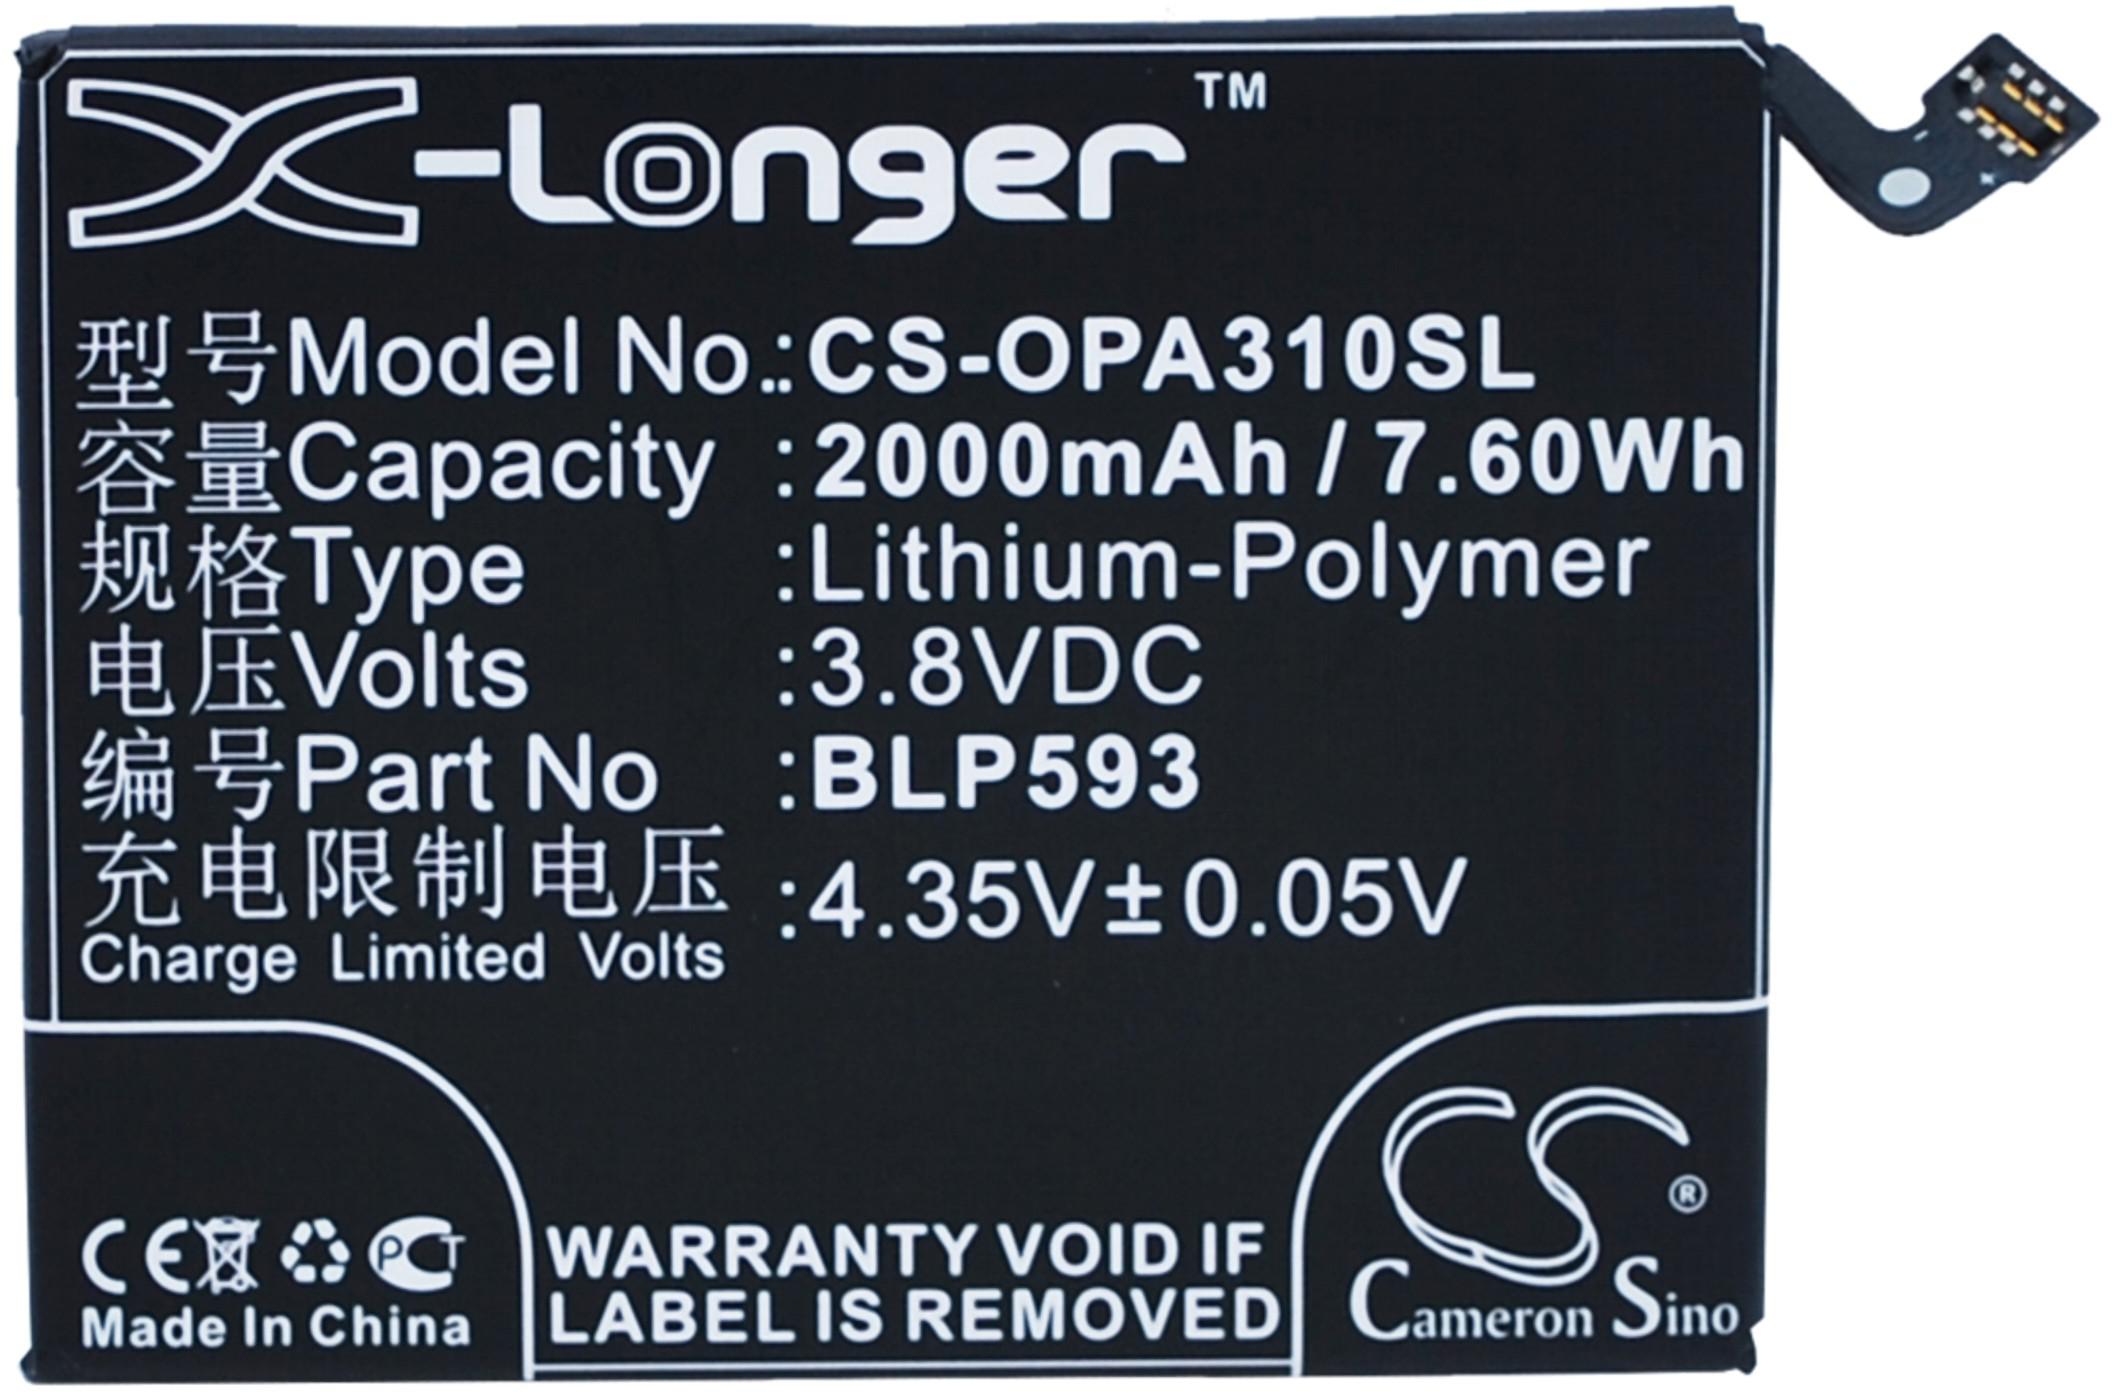 X-Longer™
型号Model No.:CS-OPA310SL
容量Capacity :2000mAh / 7.60Wh
规格Type :Lithium-Polymer
电压Volts :3.8VDC
编号Part No :BLP593
充电限制电压 :4.35V±0.05V
Charge Limited Volts
CE PCT
Made In China
WARRANTY VOID IF
LABEL IS REMOVED
CS®
Cameron Sino